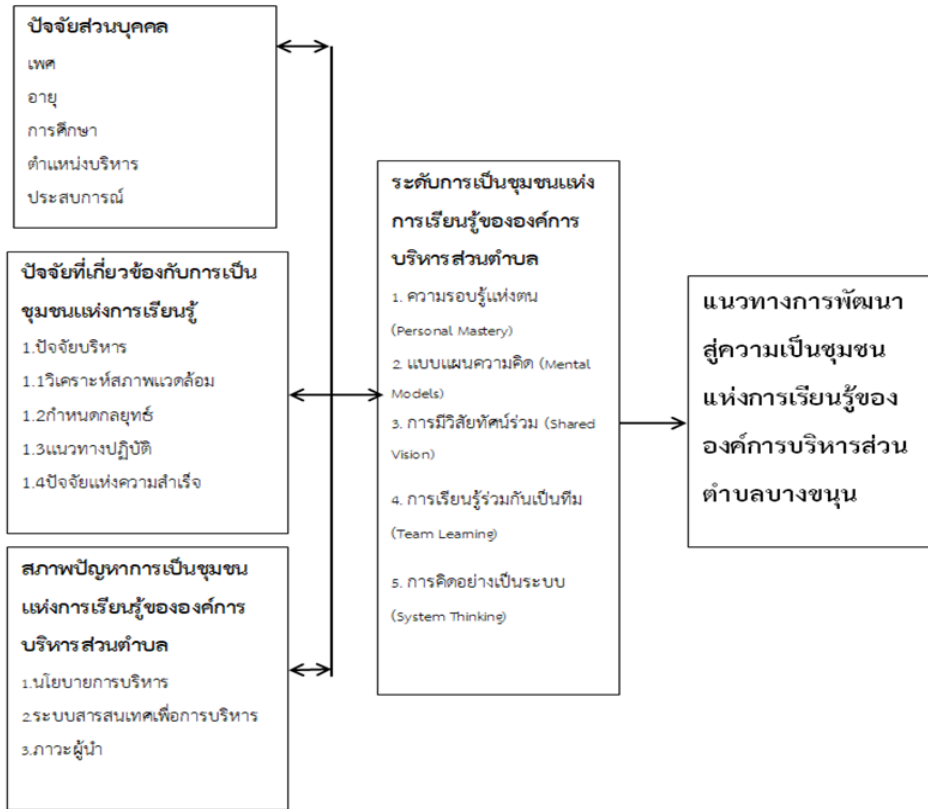 ปัจจัยส่วนบุคคล
เพศ
อายุ
การศึกษา
ตำแหน่งบริหาร
ประสบการณ์
ปัจจัยที่เกี่ยวข้องกับการเป็น
ชุมชนแห่งการเรียนรู้
1.ปัจจัยบริหาร
1.1วิเคราะห์สภาพแวดล้อม
1.2กำหนดกลยุทธ์
1.3แนวทางปฏิบัติ
1.4ปัจจัยแห่งความสำเร็จ
สภาพปัญหาการเป็นชุมชน
แห่งการเรียนรู้ขององค์การ
บริหารส่วนตำบล
1.นโยบายการบริหาร
2.ระบบสารสนเทศเพื่อการบริหาร
3.ภาวะผู้นำ
ระดับการเป็นชุมชนแห่ง
การเรียนรู้ขององค์การ
บริหารส่วนตำบล
1. ความรอบรู้แห่งตน
(Personal Mastery)
2. แบบแผนความคิด (Mental
Models)
3. การมีวิสัยทัศน์ร่วม (Shared
Vision)
4. การเรียนรู้ร่วมกันเป็นทีม
(Team Learning)
5. การคิดอย่างเป็นระบบ
(System Thinking)
แนวทางการพัฒนา
สู่ความเป็นชุมชน
แห่งการเรียนรู้ของ
องค์การบริหารส่วน
ตำบลบางขนุน